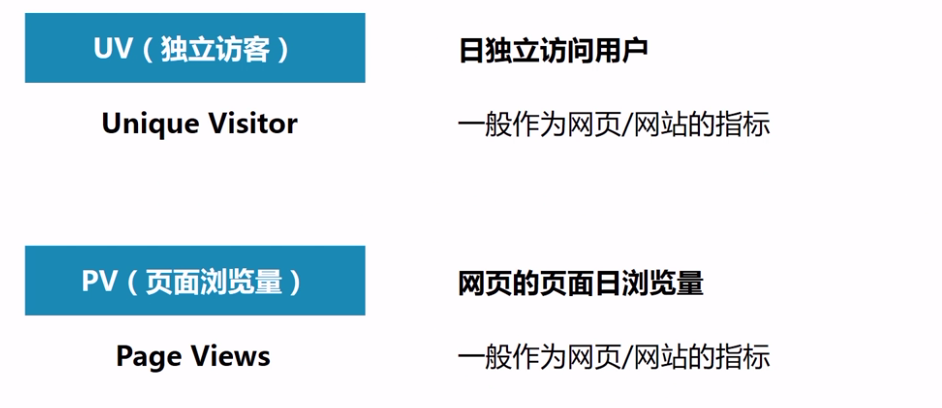 UV（独立访客）
日独立访问用户
Unique Visitor
一般作为网页/网站的指标
PV（页面浏览量）
网页的页面日浏览量
Page Views
一般作为网页/网站的指标